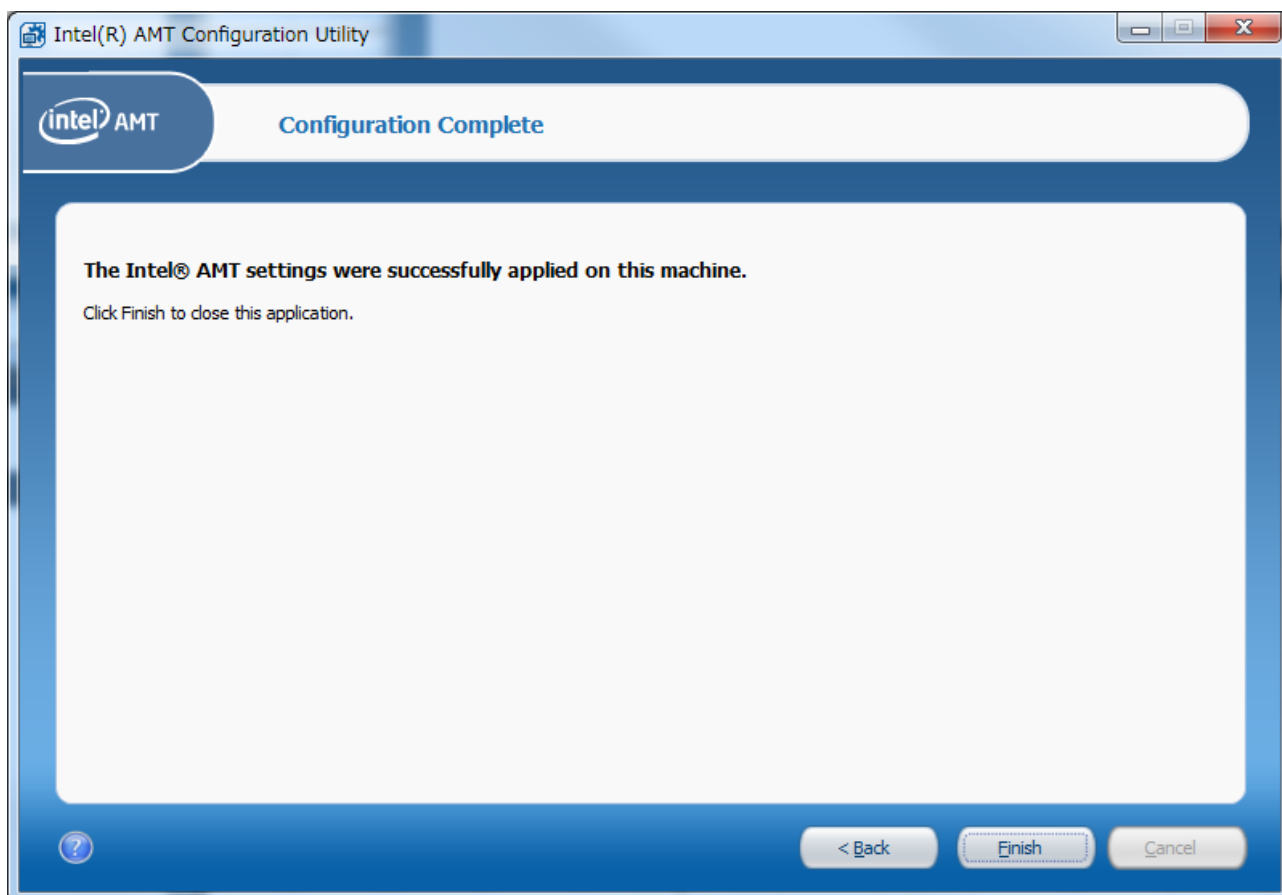 Intel(R) AMT Configuration Utility
intel AMT
Configuration Complete
The Intel® AMT settings were successfully applied on this machine.
Click Finish to close this application.
? < Back Finish Cancel